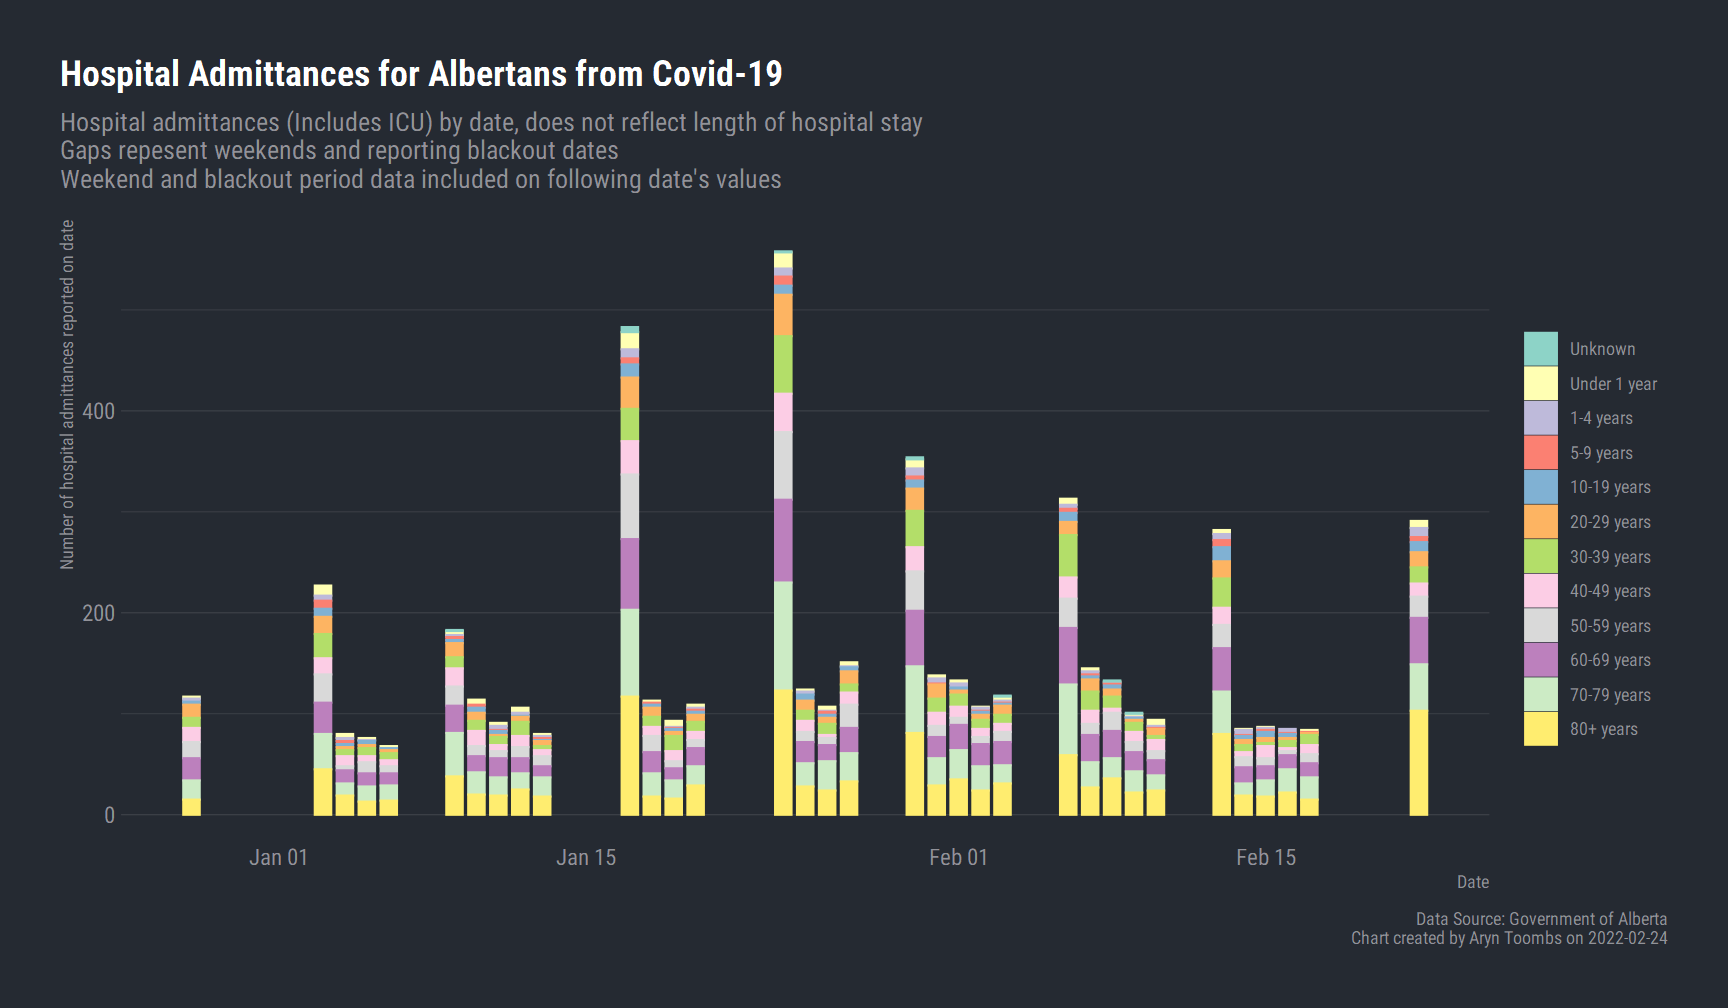 Hospital Admittances for Albertans from Covid-19
Hospital admittances (Includes ICU) by date, does not reflect length of hospital stay
Gaps repesent weekends and reporting blackout dates
Weekend and blackout period data included on following date's values
Number of hospital admittances reported on date
400
200
0
Jan 01
Jan 15
Feb 01
Feb 15
Date
Unknown
Under 1 year
1-4 years
5-9 years
10-19 years
20-29 years
30-39 years
40-49 years
50-59 years
60-69 years
70-79 years
80+ years
Data Source: Government of Alberta
Chart created by Aryn Toombs on 2022-02-24